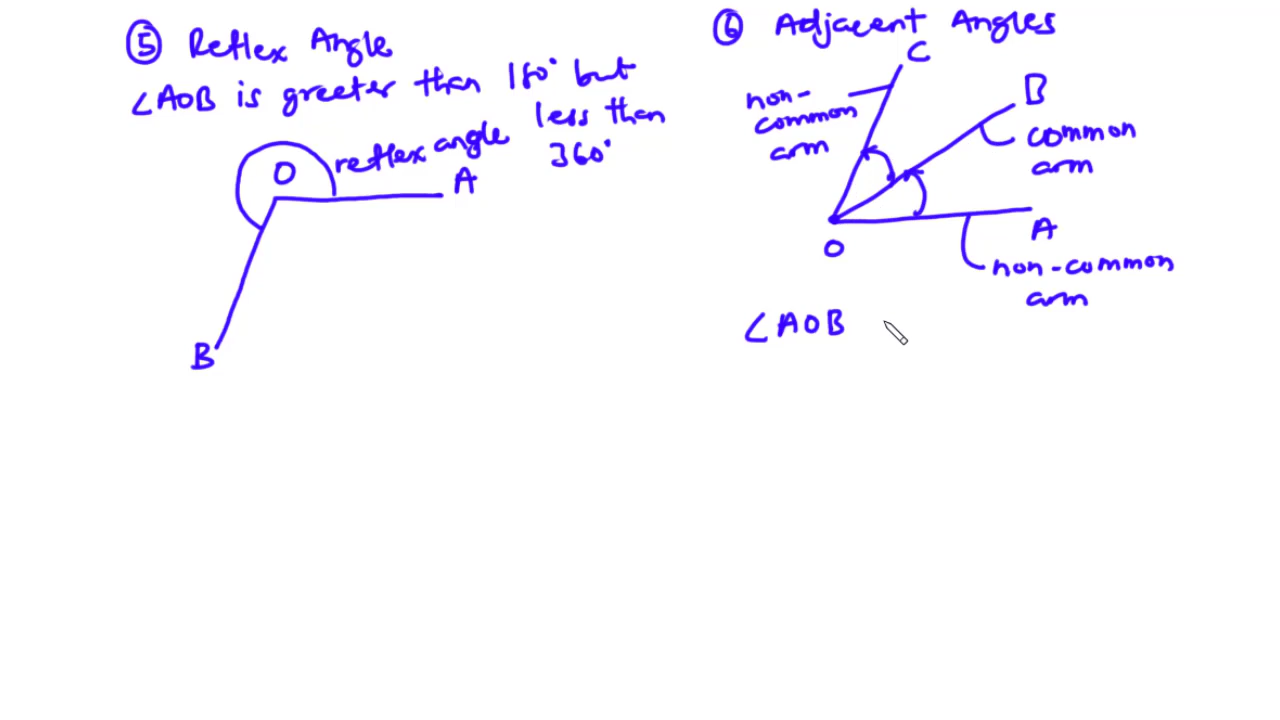 ⑤ Reflex Angle
∠AOB is greeter than 180° but
less than
360°
reflex angle
O
A
B
⑥ Adjacent Angles
C
B
non-
common
arm
common
arm
A
O
non-common
arm
∠AOB